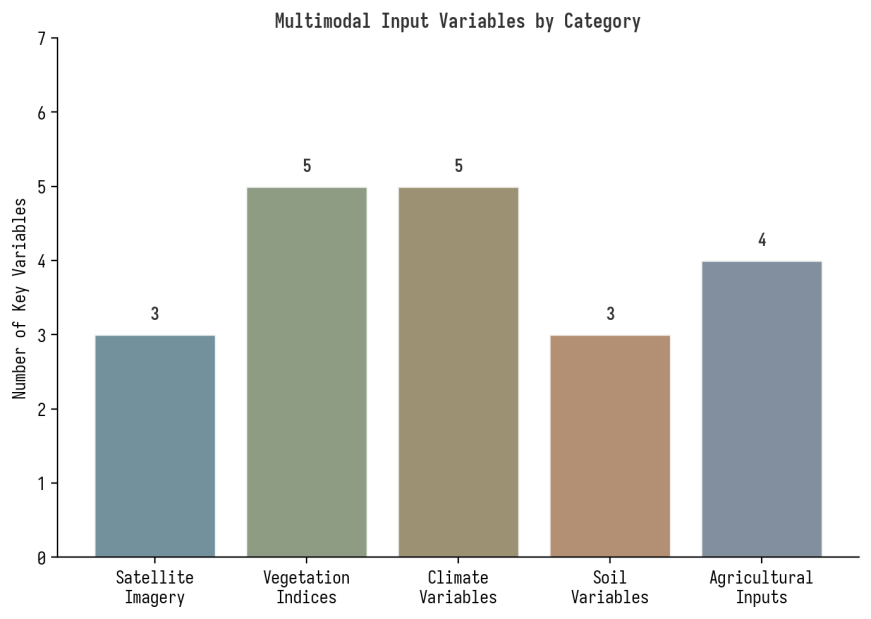 Multimodal Input Variables by Category
Number of Key Variables
7
6
5
4
3
2
1
0
3
5
5
3
4
Satellite
Imagery
Vegetation
Indices
Climate
Variables
Soil
Variables
Agricultural
Inputs